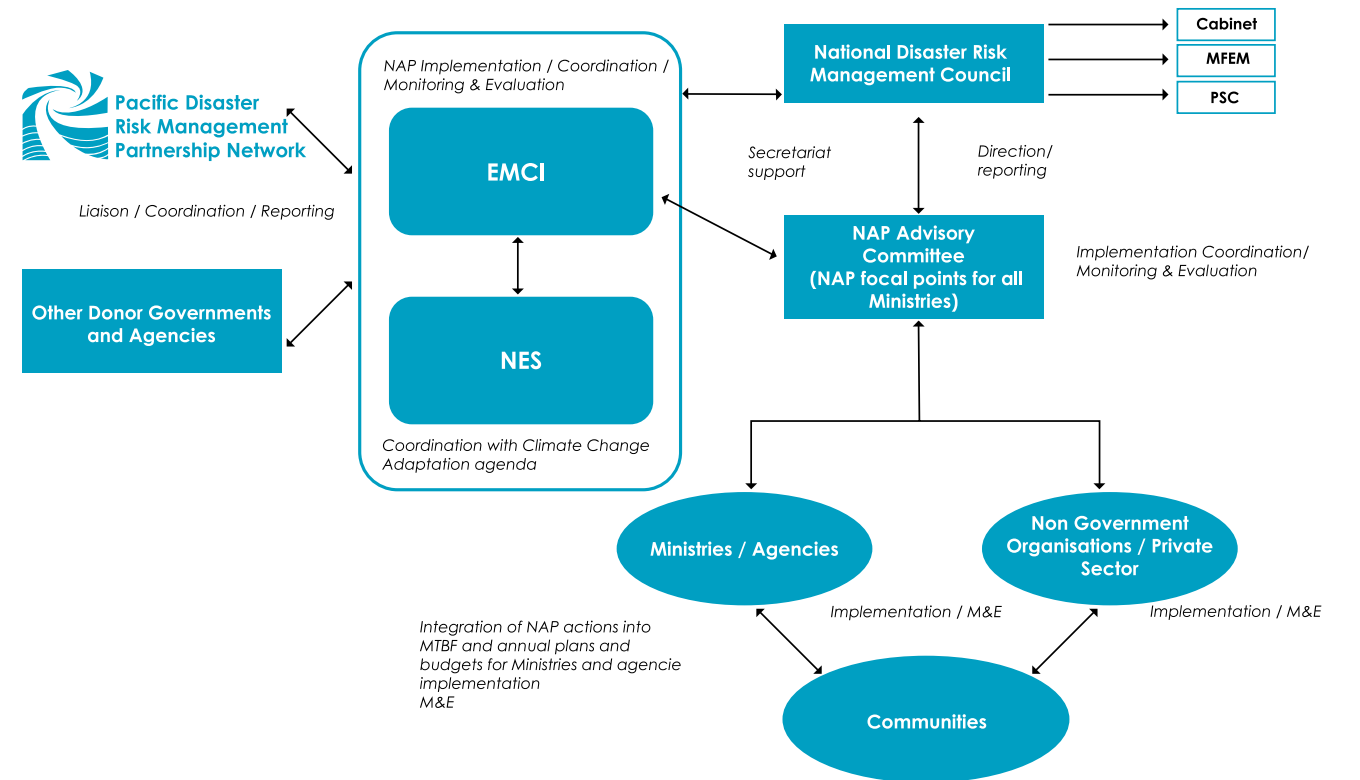 Pacific Disaster
Risk Management
Partnership Network
Liaison / Coordination / Reporting
Other Donor Governments
and Agencies
NAP Implementation / Coordination /
Monitoring & Evaluation
EMCI
NES
Coordination with Climate Change
Adaptation agenda
National Disaster Risk
Management Council
Cabinet
MFEM
PSC
Secretariat
support
Direction/
reporting
NAP Advisory
Committee
(NAP focal points for all
Ministries)
Implementation Coordination/
Monitoring & Evaluation
Ministries / Agencies
Non Government
Organisations / Private
Sector
Integration of NAP actions into
MTBF and annual plans and
budgets for Ministries and agencie
implementation
M&E
Implementation / M&E
Implementation / M&E
Communities